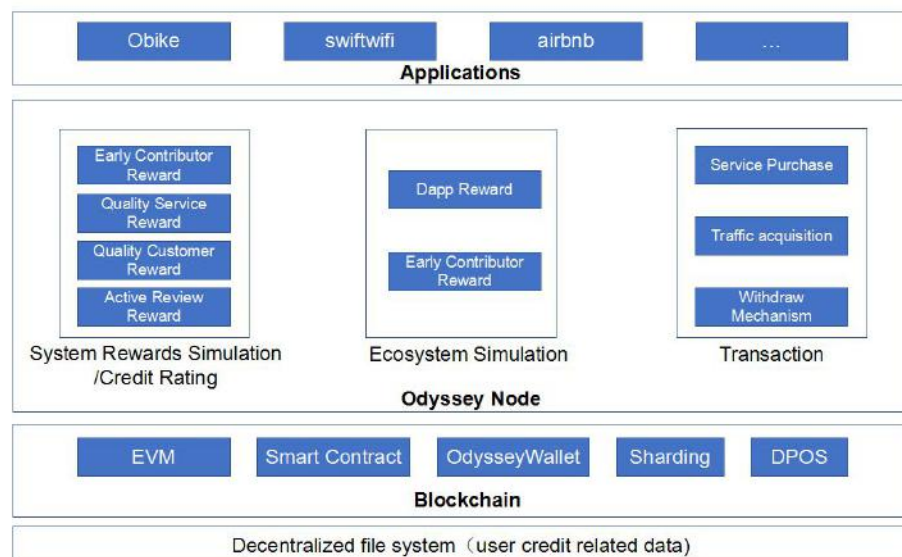 Obike
swiftwifi
airbnb
...
Applications
Early Contributor
Reward
Quality Service
Reward
Quality Customer
Reward
Active Review
Reward
System Rewards Simulation
/Credit Rating
Dapp Reward
Early Contributor
Reward
Ecosystem Simulation
Service Purchase
Traffic acquisition
Withdraw
Mechanism
Transaction
Odyssey Node
EVM
Smart Contract
OdysseyWallet
Sharding
DPOS
Blockchain
Decentralized file system（user credit related data)